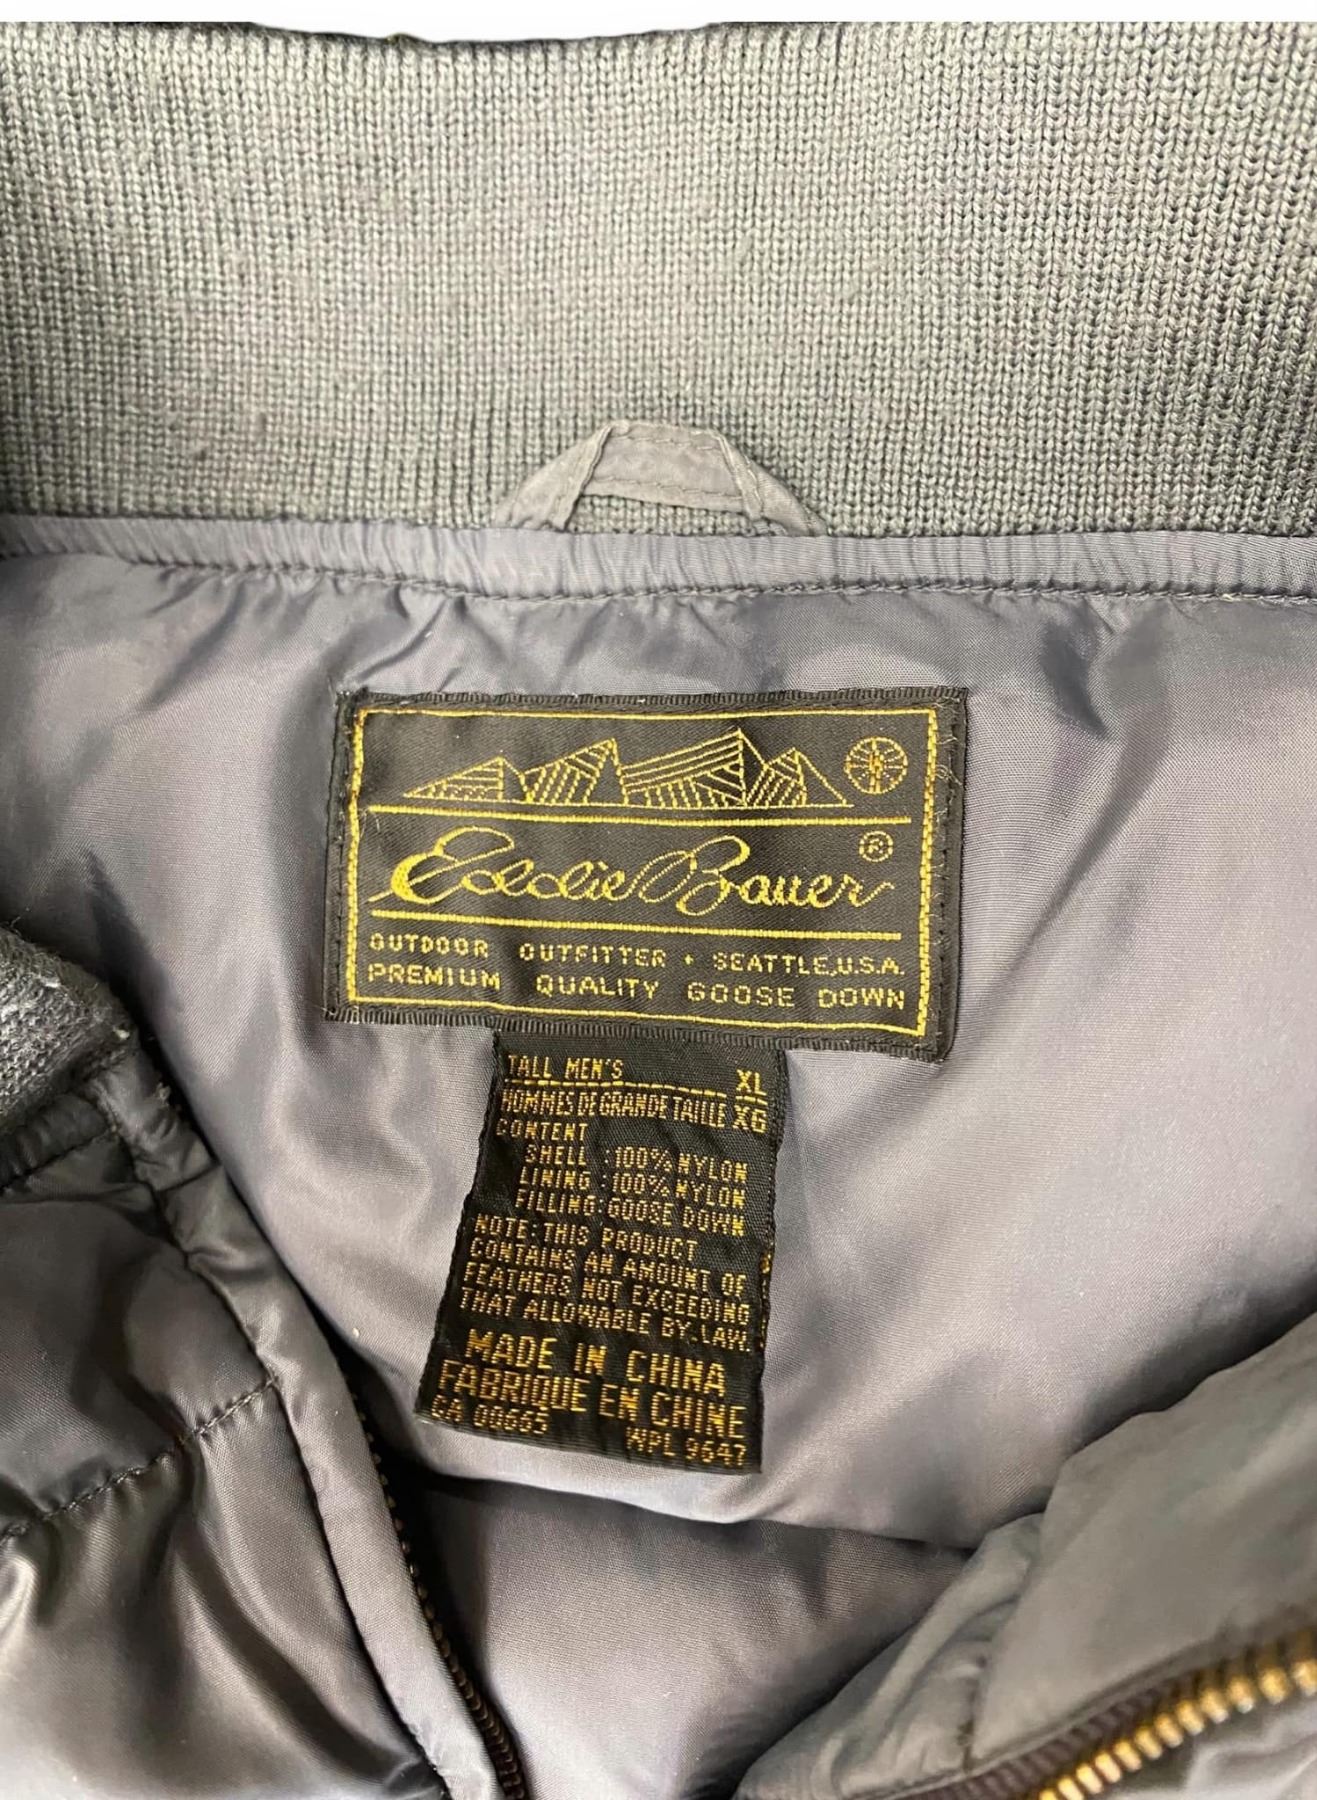 Eddie Bauer ®
OUTDOOR OUTFITTER • SEATTLE, U.S.A.
PREMIUM QUALITY GOOSE DOWN
TALL MEN'S XL
HOMMES DE GRANDE TAILLE XG
CONTENT
SHELL :100% NYLON
LINING :100% NYLON
FILLING:GOOSE DOWN
NOTE:THIS PRODUCT
CONTAINS AN AMOUNT OF
FEATHERS NOT EXCEEDING
THAT ALLOWABLE BY LAW.
MADE IN CHINA
FABRIQUE EN CHINE
CA 00665 WPL 9647